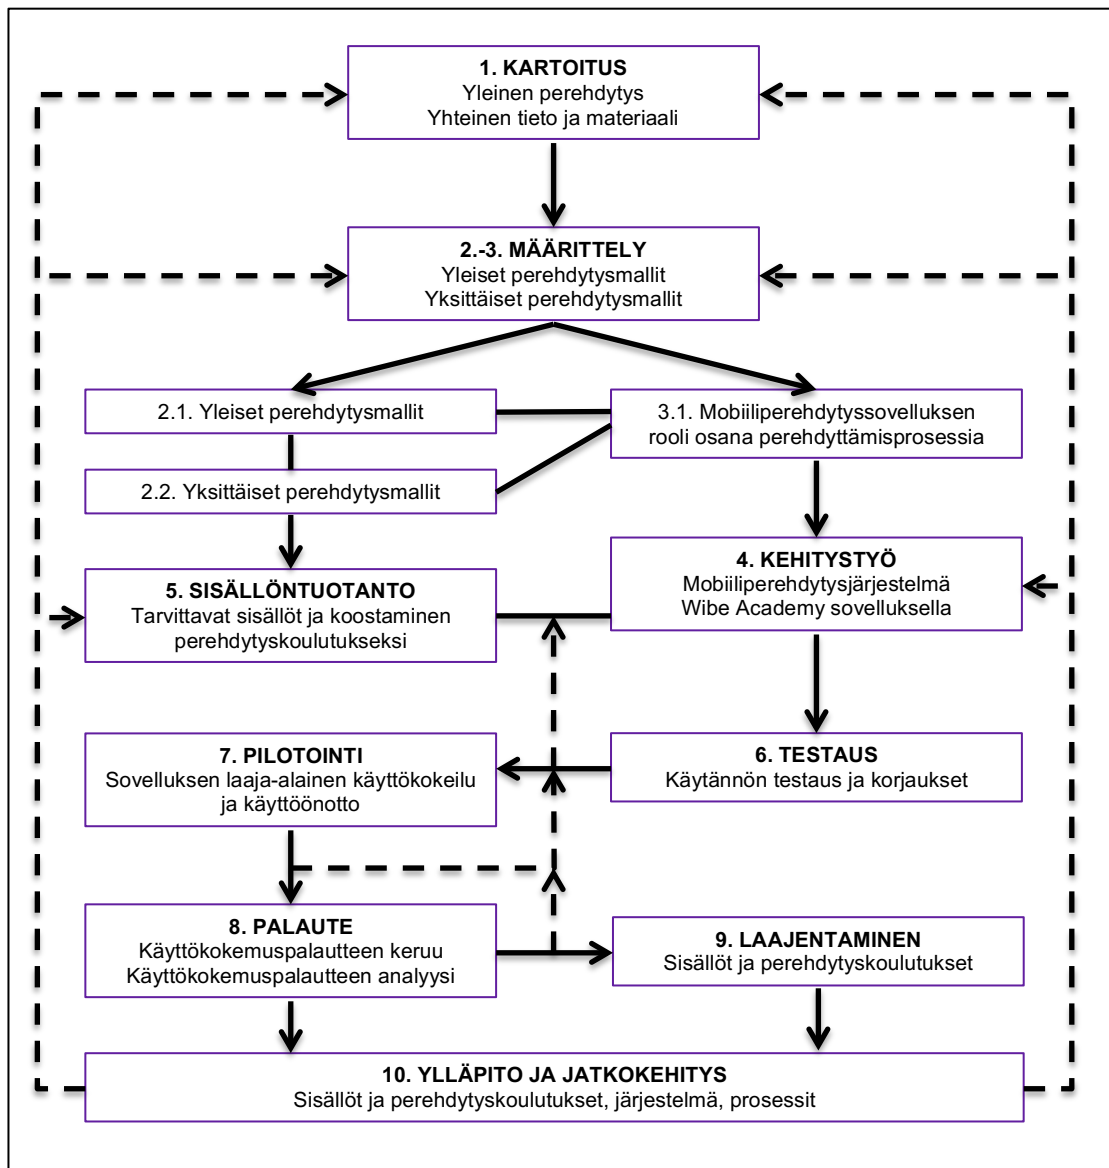 1. KARTOITUS
Yleinen perehdytys
Yhteinen tieto ja materiaali
2.-3. MÄÄRITTELY
Yleiset perehdytysmallit
Yksittäiset perehdytysmallit
2.1. Yleiset perehdytysmallit
3.1. Mobiiliperehdytyssovelluksen
rooli osana perehdyttämisprosessia
2.2. Yksittäiset perehdytysmallit
4. KEHITYSTYÖ
Mobiiliperehdytysjärjestelmä
Wibe Academy sovelluksella
5. SISÄLLÖNTUOTANTO
Tarvittavat sisällöt ja koostaminen
perehdytyskoulutukseksi
6. TESTAUS
Käytännön testaus ja korjaukset
7. PILOTOINTI
Sovelluksen laaja-alainen käyttökokeilu
ja käyttöönotto
8. PALAUTE
Käyttökokemuspalautteen keruu
Käyttökokemuspalautteen analyysi
9. LAAJENTAMINEN
Sisällöt ja perehdytyskoulutukset
10. YLLÄPITO JA JATKOKEHITYS
Sisällöt ja perehdytyskoulutukset, järjestelmä, prosessit